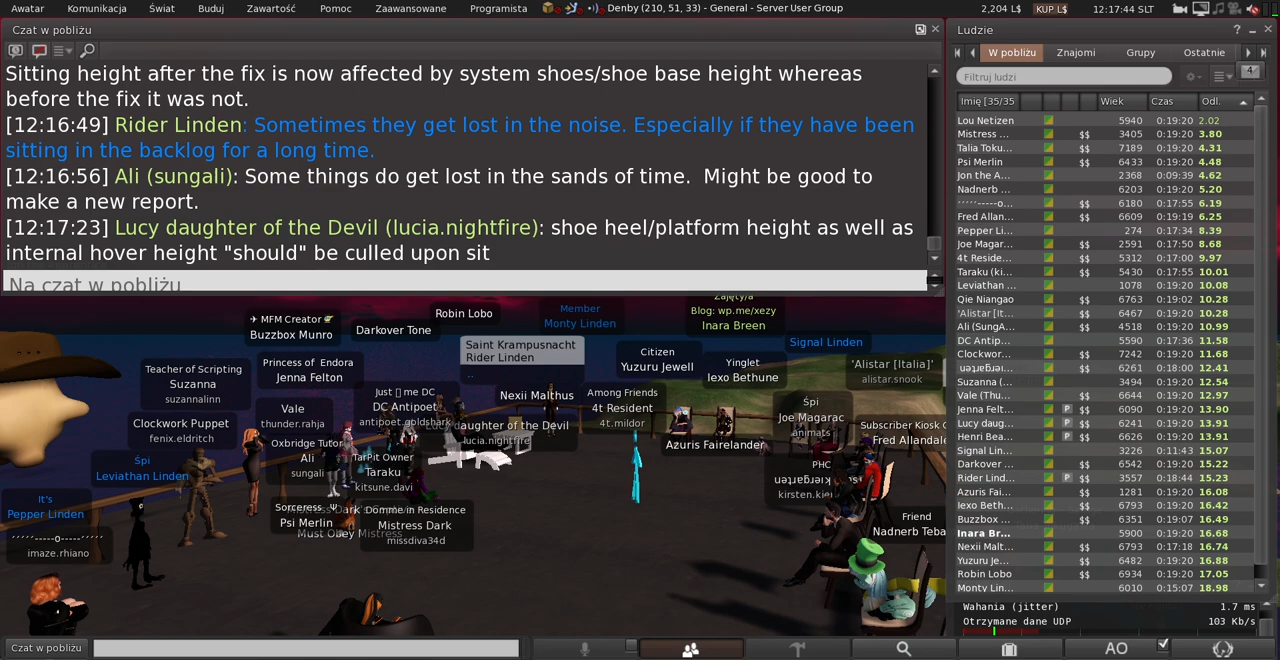 Awatar Komunikacja Świat Buduj Zawartość Pomoc Zaawansowane Programista Denby (210, 51, 33) - General - Server User Group 2,204 L$ KUP L$ 12:17:44 SLT
Czat w pobliżu
Sitting height after the fix is now affected by system shoes/shoe base height whereas
before the fix it was not.
[12:16:49] Rider Linden: Sometimes they get lost in the noise. Especially if they have been
sitting in the backlog for a long time.
[12:16:56] Ali (sungali): Some things do get lost in the sands of time.  Might be good to
make a new report.
[12:17:23] Lucy daughter of the Devil (lucia.nightfire): shoe heel/platform height as well as
internal hover height "should" be culled upon sit
Na czat w pobliżu
Zajęty/a
Blog: wp.me/xezy
Inara Breen
Member
Monty Linden
Robin Lobo
✈ MFM Creator
Buzzbox Munro
Darkover Tone
Saint Krampusnacht
Rider Linden
..
Signal Linden
Citizen
Yuzuru Jewell
Yinglet
Iexo Bethune
'Alistar [Italia]'
alistar.snook
Teacher of Scripting
Suzanna
suzannalinn
Princess of Endora
Jenna Felton
Just me DC
DC Antipoet
antipoet.goldshark
Nexii Malthus
Among Friends
4t Resident
4t.mildor
Śpi
Joe Magarac
animats
Clockwork Puppet
fenix.eldritch
Vale
thunder.rahja
daughter of the Devil
lucia.nightfire
Azuris Fairelander
Subscriber Kiosk
Fred Allandale
Oxbridge Tutor
Ali
sungali
TarPit Owner
Taraku
kitsune.davi
Śpi
Leviathan Linden
PHC
kirsten.kie
It's
Pepper Linden
Sorceress Ψ
Psi Merlin
Must Obey Mistress
Domme in Residence
Mistress Dark
missdiva34d
Friend
Nadnerb Teba
՛՛՛՛՛-----o-----՛՛՛՛՛
imaze.rhiano
Ludzie
W pobliżu Znajomi Grupy Ostatnie
Filtruj ludzi 4
Imię [35/35 Wiek Czas Odl.
Lou Netizen 5940 0:19:20 2.02
Mistress ... $$ 3405 0:19:20 3.80
Talia Toku... $$ 7189 0:19:20 4.31
Psi Merlin $$ 6433 0:19:20 4.48
Jon the A... 2368 0:09:39 4.62
Nadnerb ... 6203 0:19:20 5.20
՛՛՛՛՛-----o... $$ 6180 0:17:55 6.19
Fred Allan... $$ 6609 0:19:19 6.25
Pepper Li... 274 0:17:34 8.39
Joe Magar... $$ 2591 0:17:50 8.68
4t Reside... $$ 5312 0:17:00 9.97
Taraku (ki... $$ 5430 0:17:55 10.01
Leviathan ... 1078 0:19:20 10.08
Qie Niangao $$ 6763 0:19:02 10.28
'Alistar [It... $$ 6467 0:19:20 10.28
Ali (SungA... $$ 4518 0:19:20 10.99
DC Antip... 5590 0:17:36 11.58
Clockwor... $$ 7242 0:19:20 11.68
$$ 6261 0:18:00 12.41
Suzanna (... 3494 0:19:20 12.54
Vale (Thu... $$ 6644 0:19:20 12.97
Jenna Felt... P $$ 6090 0:19:20 13.90
Lucy daug... P $$ 6241 0:19:20 13.91
Henri Bea... P $$ 6626 0:19:20 13.91
Signal Lin... 3226 0:11:43 15.07
Darkover ... $$ 6542 0:19:20 15.22
Rider Lind... P $$ 3557 0:18:44 15.23
Azuris Fai... $$ 1281 0:19:20 16.08
Iexo Beth... $$ 6793 0:19:20 16.42
Buzzbox ... $$ 6351 0:19:07 16.49
Inara Br... 5900 0:19:20 16.68
Nexii Malt... $$ 6793 0:17:18 16.74
Yuzuru Je... $$ 6482 0:19:20 16.88
Robin Lobo $$ 6934 0:19:20 17.05
Monty Lin... 6010 0:15:07 18.98
Wahania (jitter) 1.7 ms
Otrzymane dane UDP 103 Kb/s
Czat w pobliżu AO